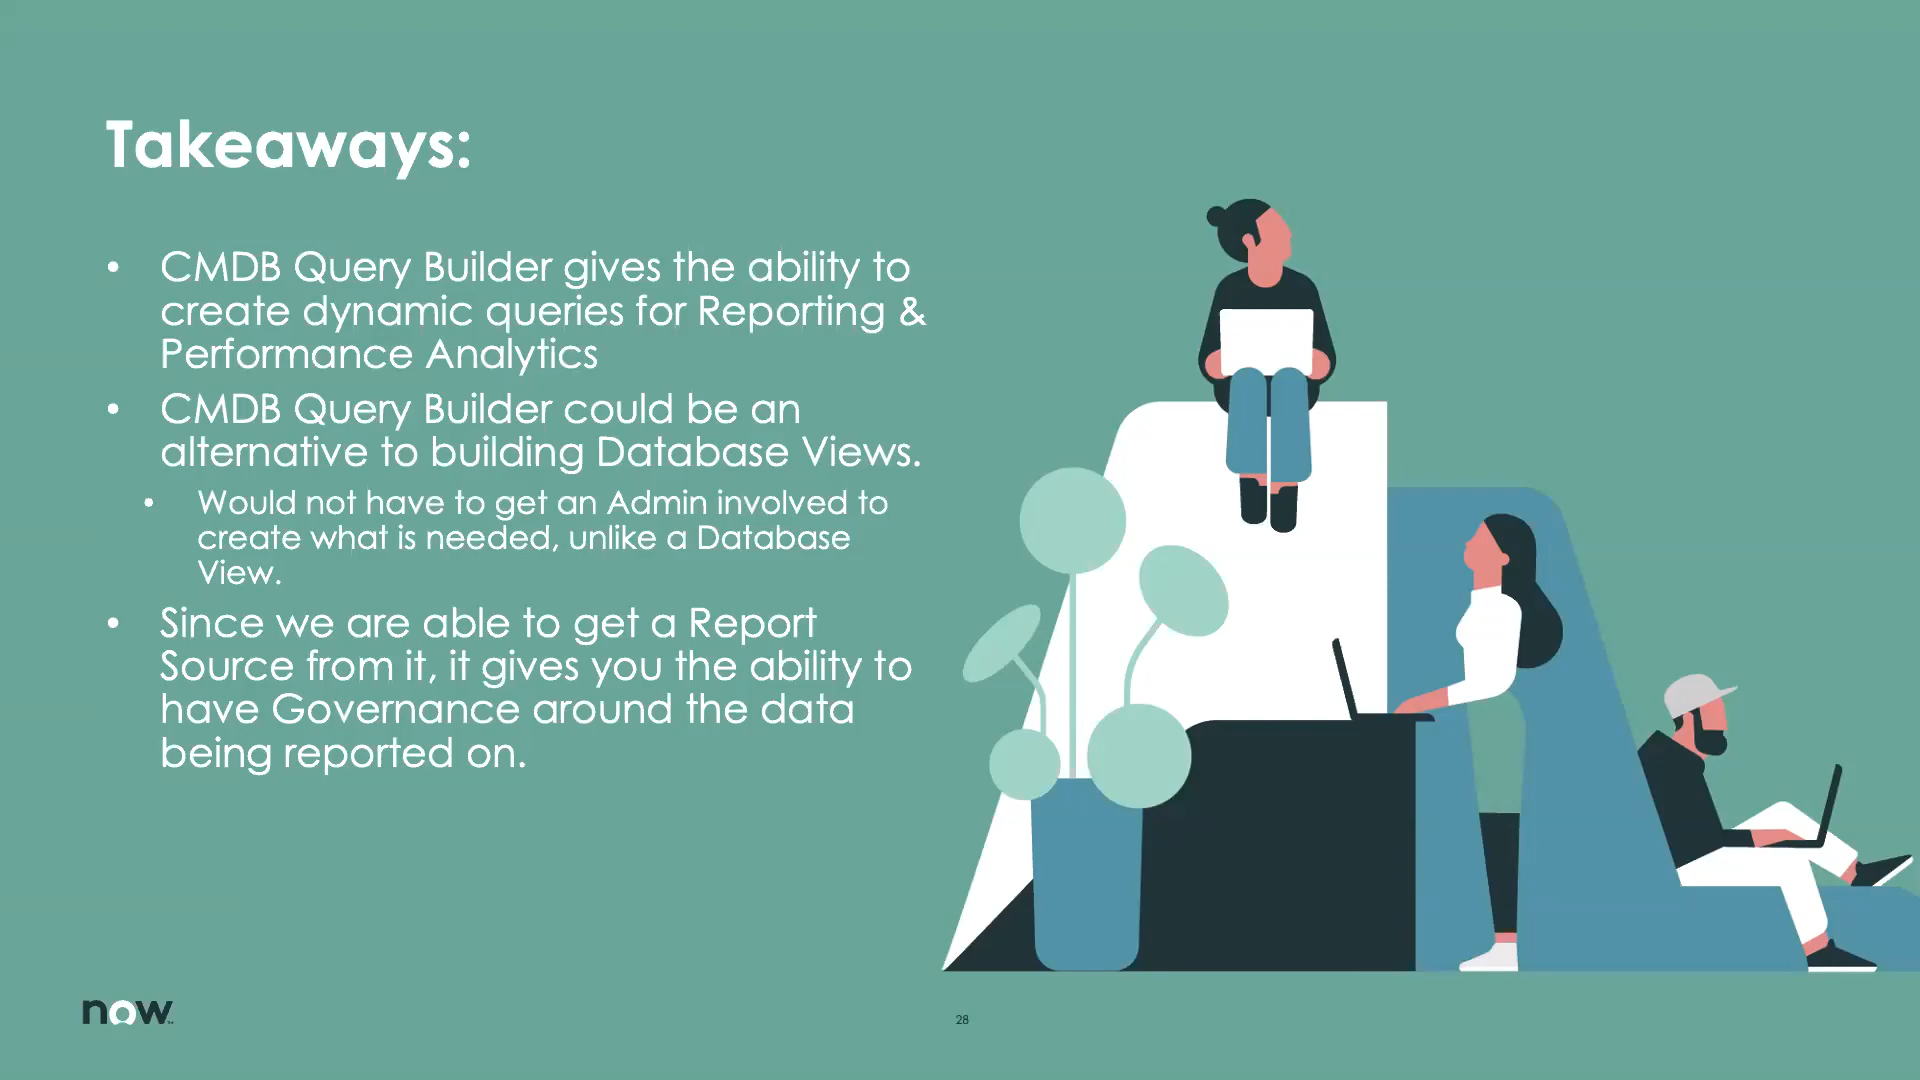 Takeaways:
• CMDB Query Builder gives the ability to
create dynamic queries for Reporting &
Performance Analytics
• CMDB Query Builder could be an
alternative to building Database Views.
• Would not have to get an Admin involved to
create what is needed, unlike a Database
View.
• Since we are able to get a Report
Source from it, it gives you the ability to
have Governance around the data
being reported on.
now
28